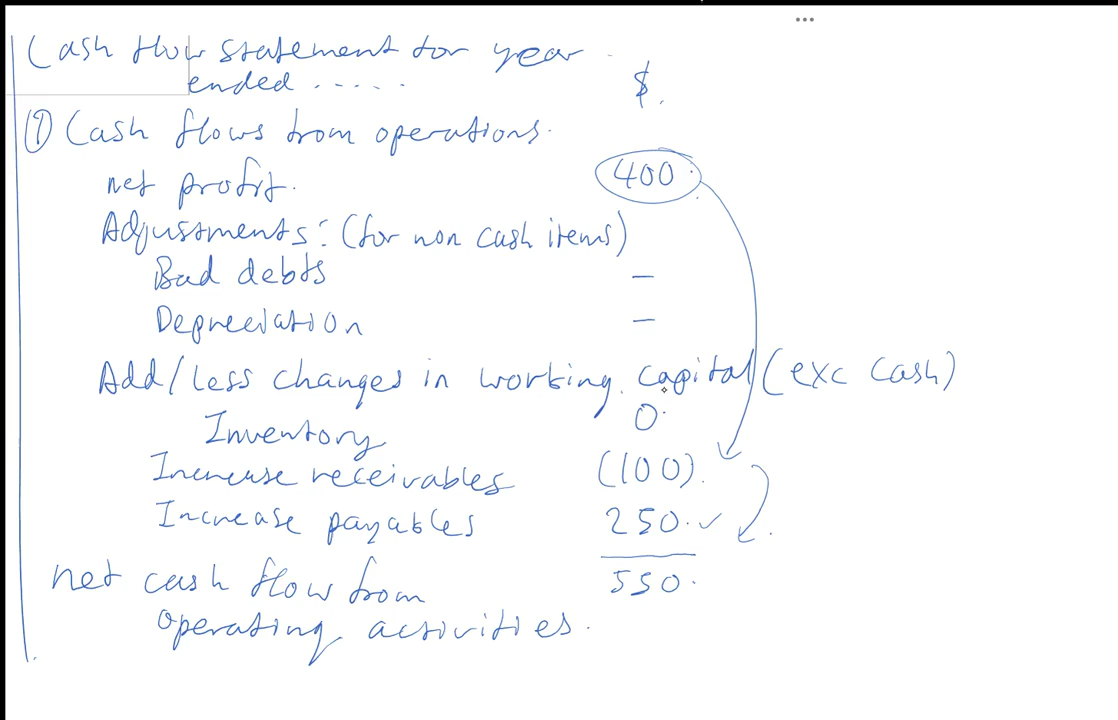 Cash flow statement for year
ended .....
$.
① Cash flows from operations.
net profit. 400.
Adjustments: (for non cash items)
Bad debts –
Depreciation –
Add/less changes in working capital (exc cash)
Inventory 0.
Increase receivables (100).
Increase payables 250. ✓
net cash flow from 550.
operating activities.